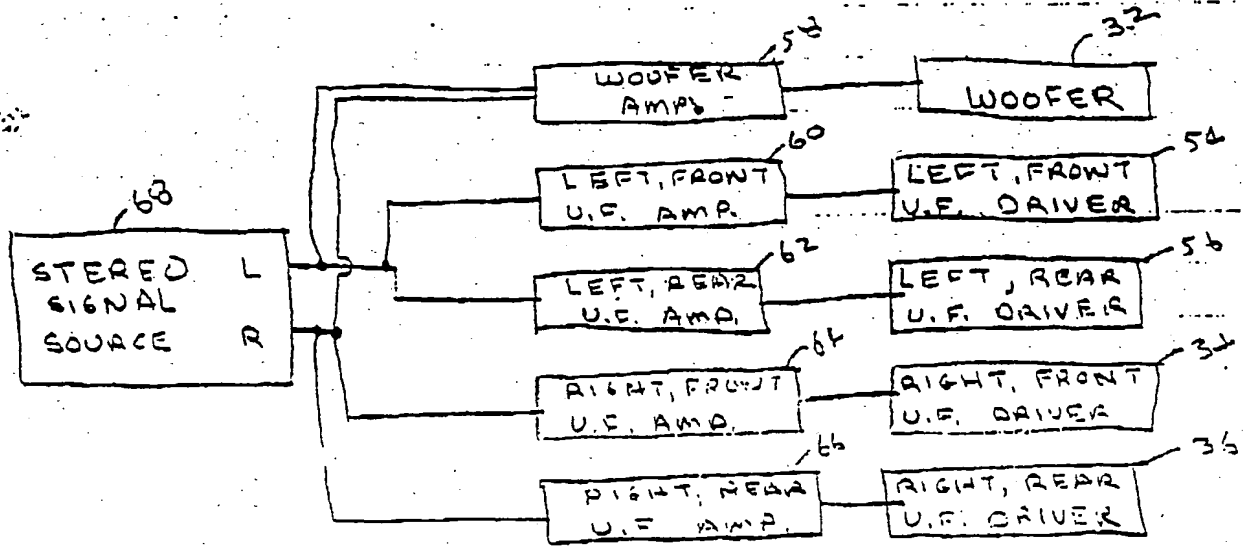 58
32
WOOFER
AMPS
WOOFER
60
54
LEFT, FRONT
U.F. AMP.
LEFT, FRONT
U.F. DRIVER
68
STEREO L
SIGNAL
SOURCE R
62
56
LEFT, REAR
U.F. AMP.
LEFT, REAR
U.F. DRIVER
64
34
RIGHT, FRONT
U.F. AMP.
RIGHT, FRONT
U.F. DRIVER
66
36
RIGHT, REAR
U.F. AMP.
RIGHT, REAR
U.F. DRIVER